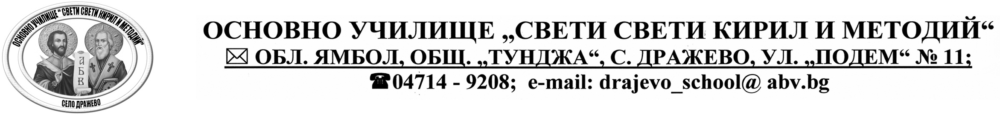 ОСНОВНО УЧИЛИЩЕ “ СВЕТИ СВЕТИ КИРИЛ И МЕТОДИЙ”
А
Б
В
СЕЛО ДРАЖЕВО
ОСНОВНО УЧИЛИЩЕ „СВЕТИ СВЕТИ КИРИЛ И МЕТОДИЙ“
✉ ОБЛ. ЯМБОЛ, ОБЩ. „ТУНДЖА“, С. ДРАЖЕВО, УЛ. „ПОДЕМ“ № 11;
☎04714 - 9208; e-mail: drajevo_school@ abv.bg